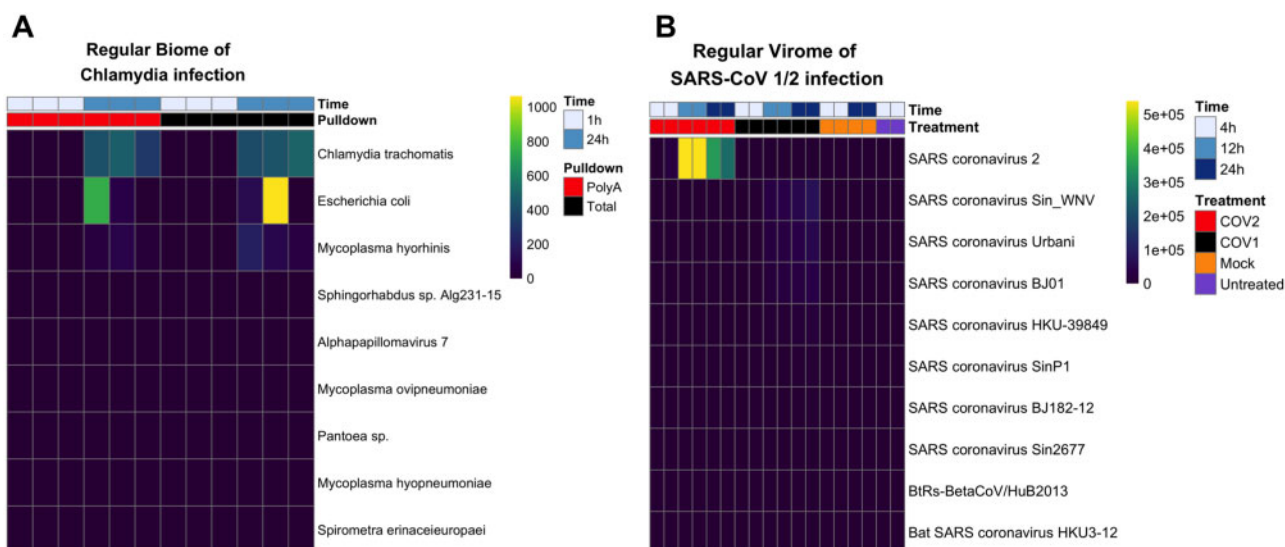 A
Regular Biome of
Chlamydia infection
Time
Pulldown
Chlamydia trachomatis
Escherichia coli
Mycoplasma hyorhinis
Sphingorhabdus sp. Alg231-15
Alphapapillomavirus 7
Mycoplasma ovipneumoniae
Pantoea sp.
Mycoplasma hyopneumoniae
Spirometra erinaceieuropaei
1000
800
600
400
200
0
Time
1h
24h
Pulldown
PolyA
Total
B
Regular Virome of
SARS-CoV 1/2 infection
Time
Treatment
SARS coronavirus 2
SARS coronavirus Sin_WNV
SARS coronavirus Urbani
SARS coronavirus BJ01
SARS coronavirus HKU-39849
SARS coronavirus SinP1
SARS coronavirus BJ182-12
SARS coronavirus Sin2677
BtRs-BetaCoV/HuB2013
Bat SARS coronavirus HKU3-12
5e+05
4e+05
3e+05
2e+05
1e+05
0
Time
4h
12h
24h
Treatment
COV2
COV1
Mock
Untreated